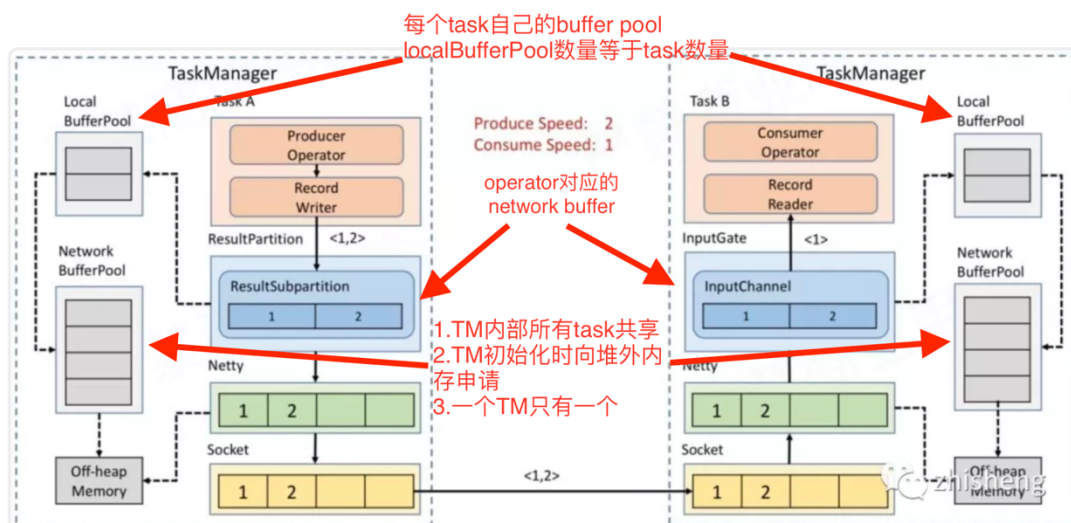 每个task自己的buffer pool
localBufferPool数量等于task数量
TaskManager
Local
BufferPool
Task A
Producer
Operator
Record
Writer
ResultPartition
<1,2>
ResultSubpartition
1 2
Network
BufferPool
Netty
1 2
Socket
1 2
Off-heap
Memory
Produce Speed: 2
Consume Speed: 1
operator对应的
network buffer
1.TM内部所有task共享
2.TM初始化时向堆外内
存申请
3.一个TM只有一个
<1,2>
TaskManager
Task B
Consumer
Operator
Record
Reader
InputGate
<1>
InputChannel
1 2
Netty
1 2
Socket
1 2
Local
BufferPool
Network
BufferPool
Off-heap
Memory
zhisheng